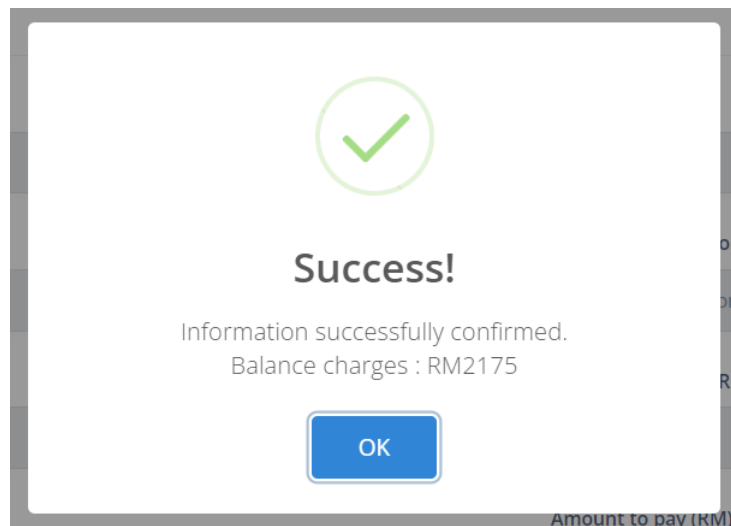 Success!
Information successfully confirmed.
Balance charges : RM2175
OK
Amount to pay (RM)